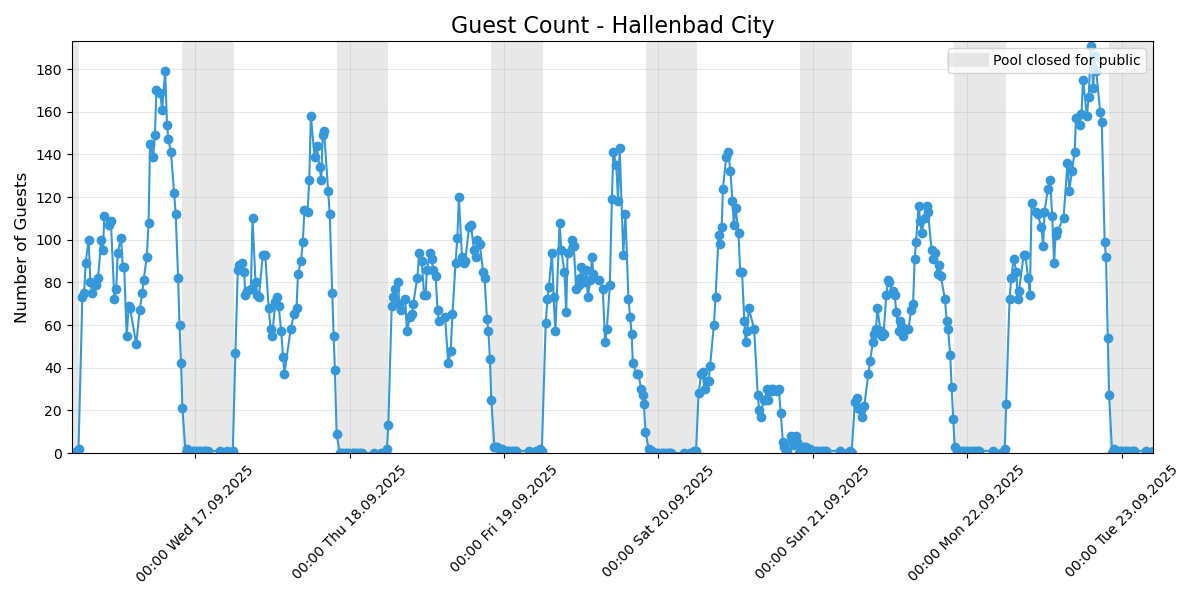 Guest Count - Hallenbad City
Pool closed for public
Number of Guests
180
160
140
120
100
80
60
40
20
0
00:00 Wed 17.09.2025
00:00 Thu 18.09.2025
00:00 Fri 19.09.2025
00:00 Sat 20.09.2025
00:00 Sun 21.09.2025
00:00 Mon 22.09.2025
00:00 Tue 23.09.2025